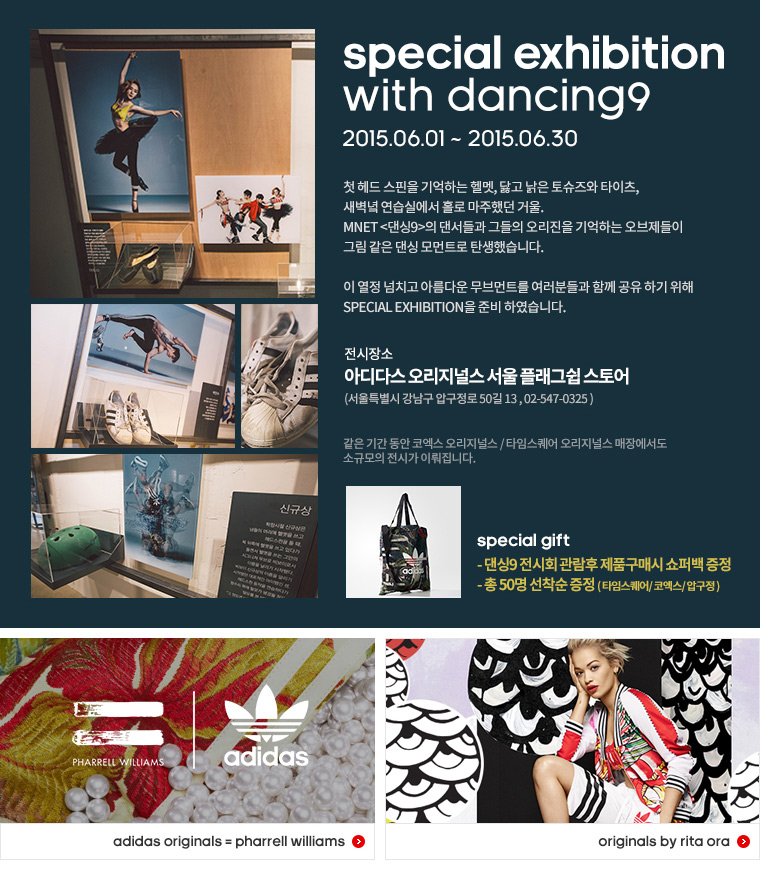 special exhibition
with dancing9
2015.06.01 ~ 2015.06.30
첫 헤드 스핀을 기억하는 헬멧, 닳고 낡은 토슈즈와 타이츠,
새벽녘 연습실에서 홀로 마주했던 거울.
MNET <댄싱9>의 댄서들과 그들의 오리진을 기억하는 오브제들이
그림 같은 댄싱 모먼트로 탄생했습니다.
이 열정 넘치고 아름다운 무브먼트를 여러분들과 함께 공유 하기 위해
SPECIAL EXHIBITION을 준비 하였습니다.
전시장소
아디다스 오리지널스 서울 플래그쉽 스토어
(서울특별시 강남구 압구정로 50길 13 , 02-547-0325 )
같은 기간 동안 코엑스 오리지널스 / 타임스퀘어 오리지널스 매장에서도
소규모의 전시가 이뤄집니다.
신규상
adidas
special gift
- 댄싱9 전시회 관람후 제품구매시 쇼퍼백 증정
- 총 50명 선착순 증정 ( 타임스퀘어/ 코엑스/ 압구정 )
PHARRELL WILLIAMS
adidas
adidas originals = pharrell williams
originals by rita ora